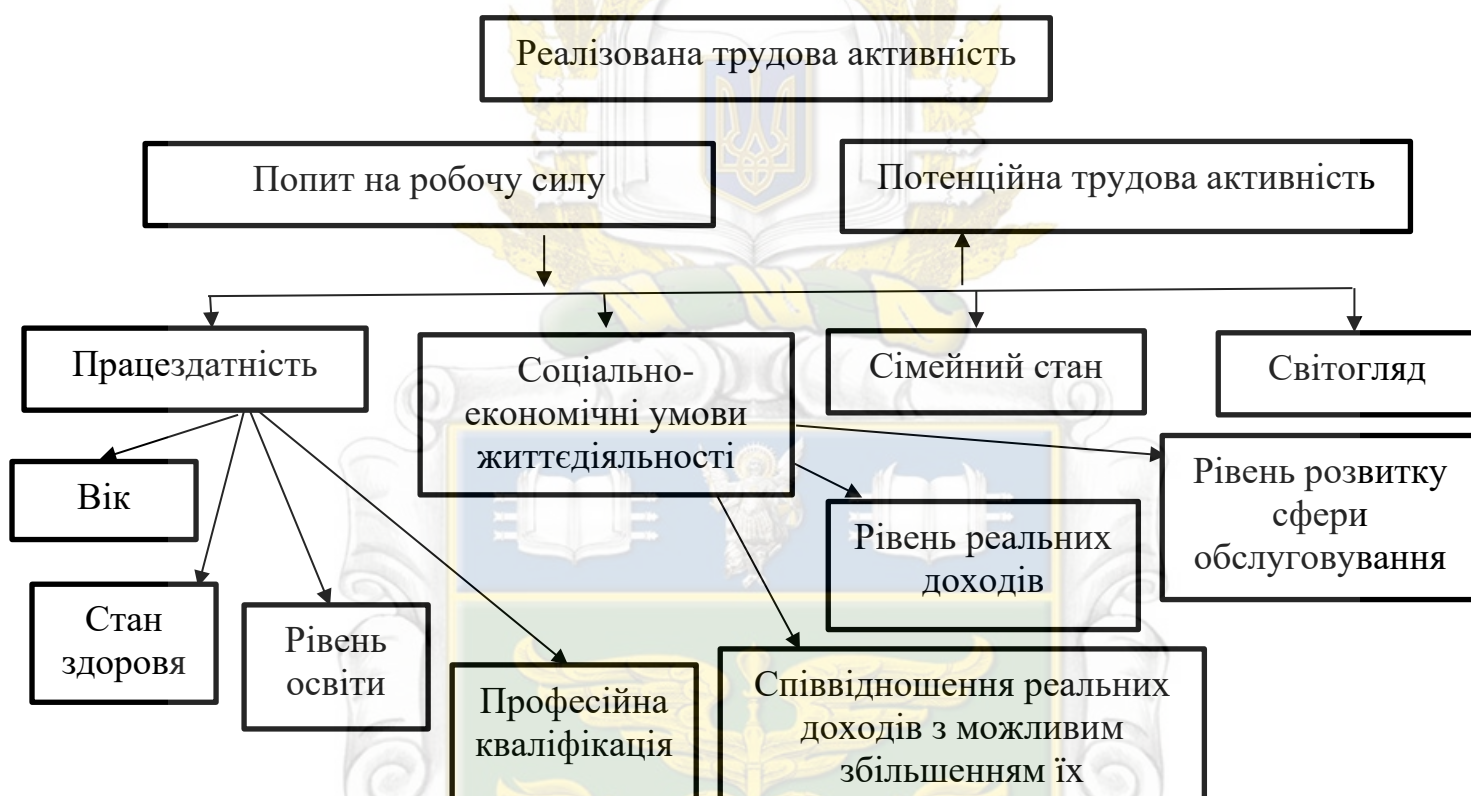 Реалізована трудова активність
Попит на робочу силу
Потенційна трудова активність
Працездатність
Соціально-
економічні умови
життєдіяльності
Сімейний стан
Світогляд
Вік
Рівень реальних
доходів
Рівень розвитку
сфери
обслуговування
Стан
здоровя
Рівень
освіти
Професійна
кваліфікація
Співвідношення реальних
доходів з можливим
збільшенням їх